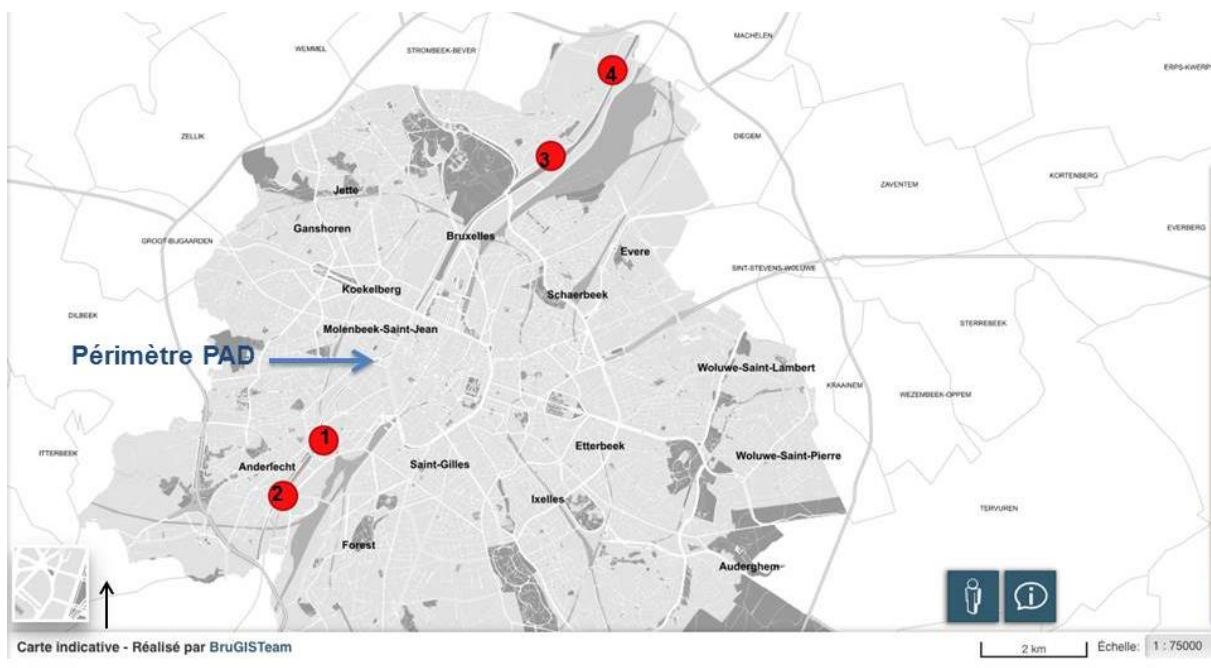 MACHELEN
WEMMEL
STROMBEEK-BEVER
4
ERPS-KWERPS
ZELLIK
DIEGEM
3
KORTENBERG
ZAVENTEM
Jette
Ganshoren
Bruxelles
EVERBERG
GROOT-BIJGAARDEN
Evere
SINT-STEVENS-WOLUWE
Koekelberg
Schaerbeek
DILBEEK
Molenbeek-Saint-Jean
STERREBEEK
Périmètre PAD
Woluwe-Saint-Lambert
KRAAINEM
WEZEMBEEK-OPPEM
1
ITTERBEEK
Etterbeek
Woluwe-Saint-Pierre
Anderlecht
Saint-Gilles
2
Ixelles
TERVUREN
Forest
Auderghem
Carte indicative - Réalisé par BruGISTeam
2 km
Échelle: 1 : 75000